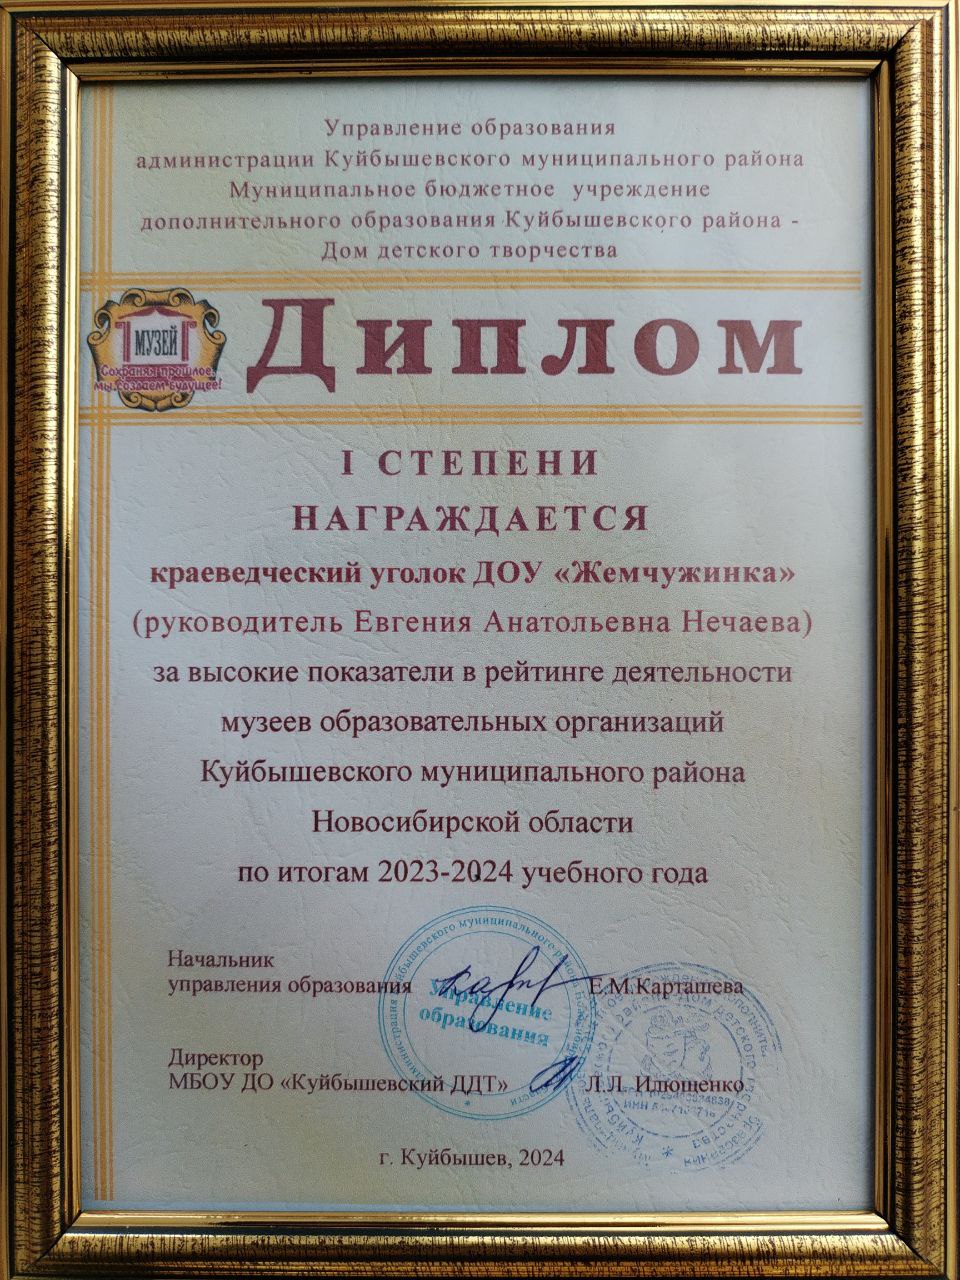 Управление образования
администрации Куйбышевского муниципального района
Муниципальное бюджетное учреждение
дополнительного образования Куйбышевского района -
Дом детского творчества
МУЗЕЙ
Сохраняя прошлое,
мы создаем будущее!
Диплом
I СТЕПЕНИ
НАГРАЖДАЕТСЯ
краеведческий уголок ДОУ «Жемчужинка»
(руководитель Евгения Анатольевна Нечаева)
за высокие показатели в рейтинге деятельности
музеев образовательных организаций
Куйбышевского муниципального района
Новосибирской области
по итогам 2023-2024 учебного года
Начальник
управления образования Е.М.Карташева
Управление
образования
Директор
МБОУ ДО «Куйбышевский ДДТ» Л.Л. Илющенко
г. Куйбышев, 2024